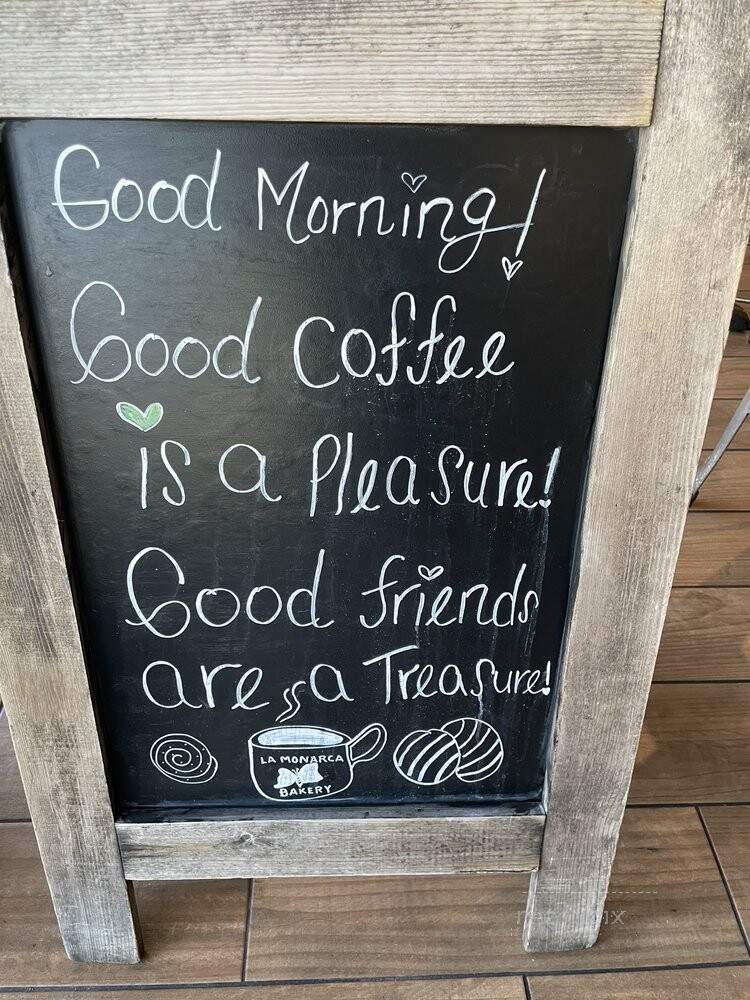 Good Morning!
Good Coffee
is a Pleasure!
Good friends
are a Treasure!
LA MONARCA
BAKERY